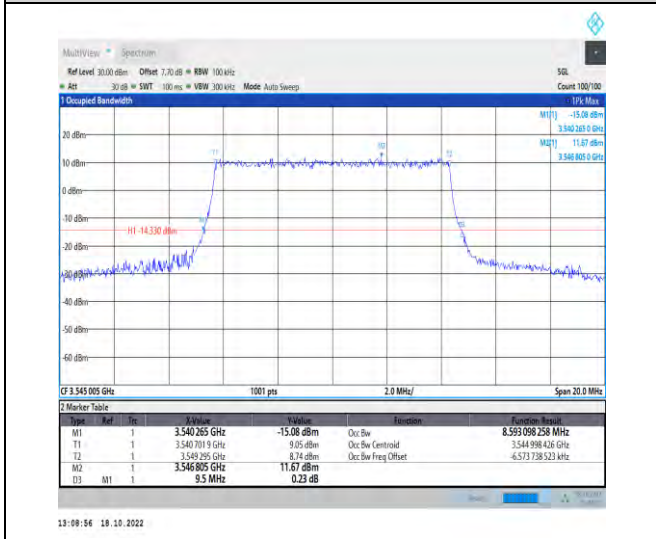 MultiView Spectrum
Ref Level 30.00 dBm Offset 7.70 dB RBW 100 kHz SGL
Att 30 dB SWT 100 ms VBW 300 kHz Mode Auto Sweep Count 100/100
1 Occupied Bandwidth 1Pk Max
M1[1] -15.08 dBm
3.540 265 0 GHz
M2[1] 11.67 dBm
3.546 805 0 GHz
20 dBm
T1 M2 T2
10 dBm
0 dBm
-10 dBm
H1 -14.330 dBm
-20 dBm
-30 dBm
-40 dBm
-50 dBm
-60 dBm
CF 3.545 005 GHz 1001 pts 2.0 MHz/ Span 20.0 MHz
2 Marker Table
Type Ref Trc X-Value Y-Value Function Function Result
M1 1 3.540 265 GHz -15.08 dBm Occ Bw 8.593 098 258 MHz
T1 1 3.540 701 9 GHz 9.05 dBm Occ Bw Centroid 3.544 998 426 GHz
T2 1 3.549 295 GHz 8.74 dBm Occ Bw Freq Offset -6.573 738 523 kHz
M2 1 3.546 805 GHz 11.67 dBm
D3 M1 1 9.5 MHz 0.23 dB
13:08:56 18.10.2022